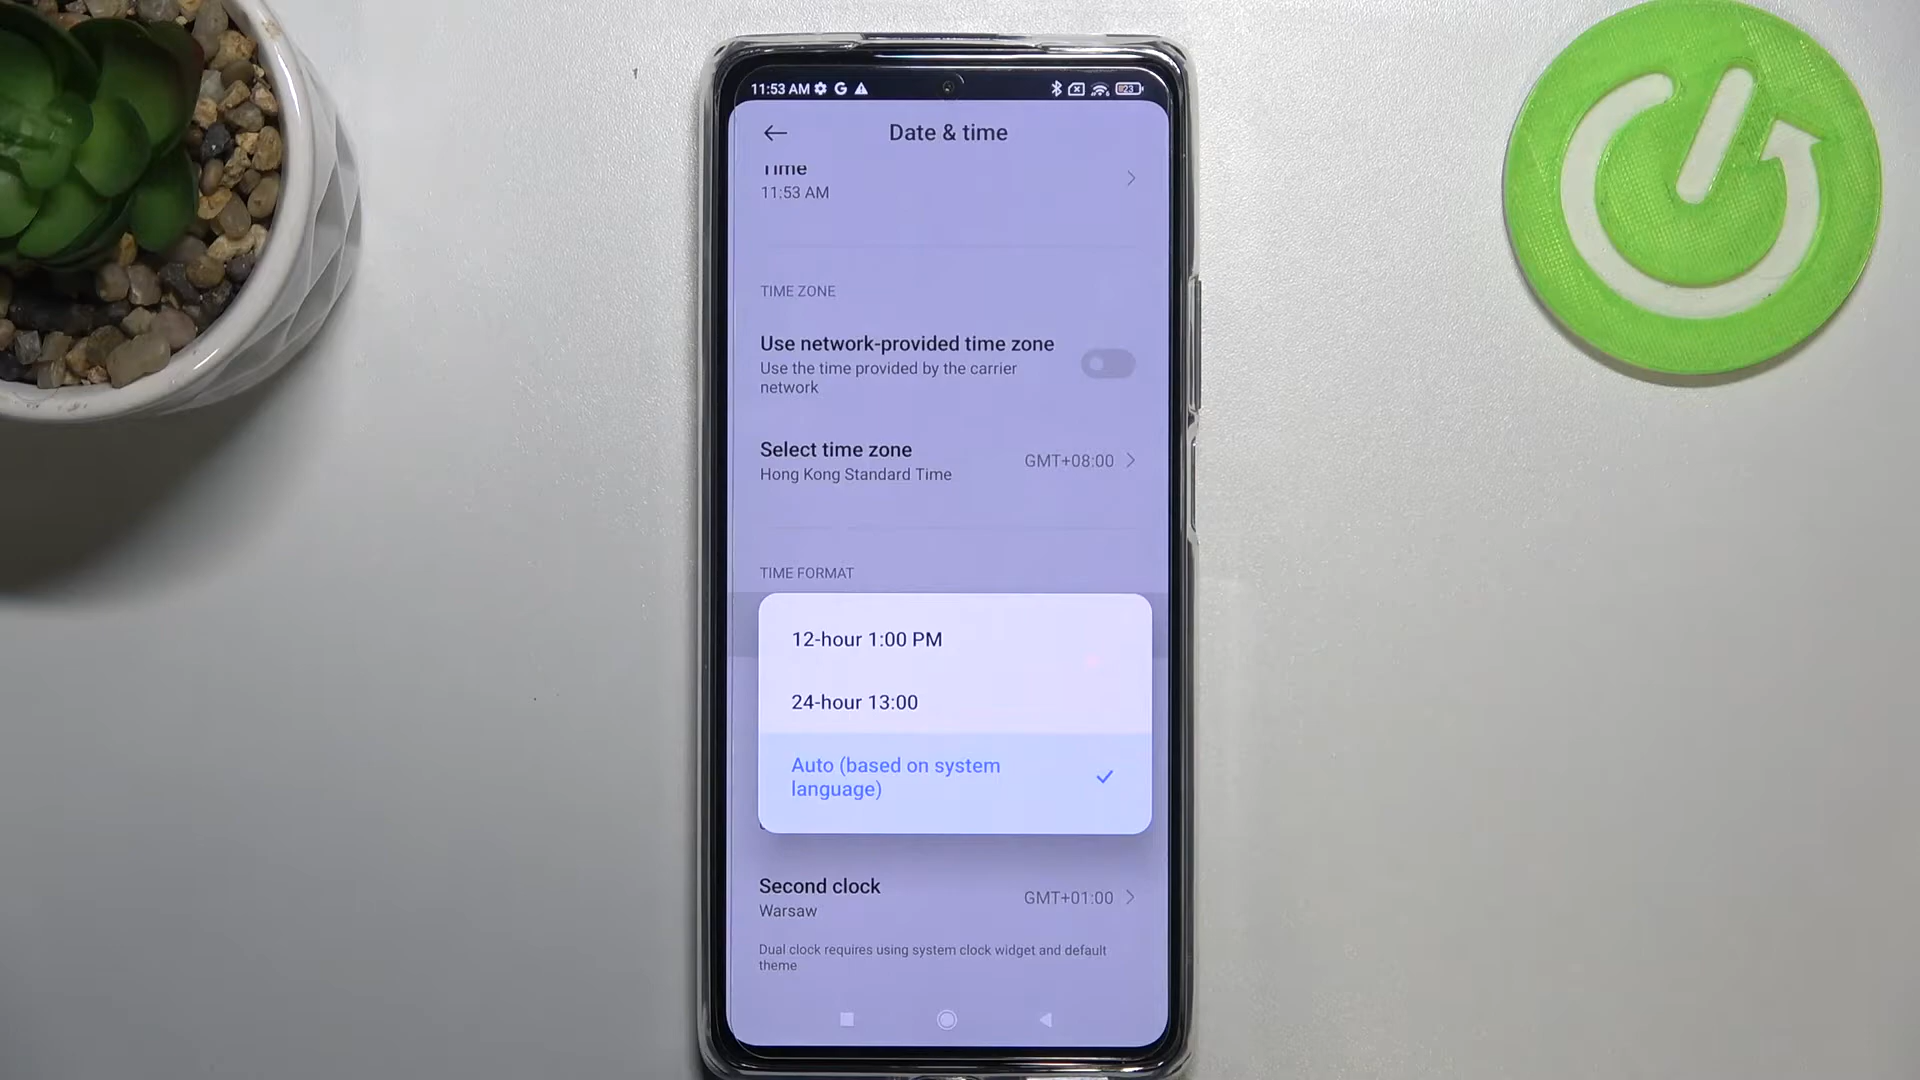 11:53 AM
23
Date & time
Time
11:53 AM
TIME ZONE
Use network-provided time zone
Use the time provided by the carrier
network
Select time zone
Hong Kong Standard Time
GMT+08:00
TIME FORMAT
12-hour 1:00 PM
24-hour 13:00
Auto (based on system
language)
Second clock
Warsaw
GMT+01:00
Dual clock requires using system clock widget and default
theme